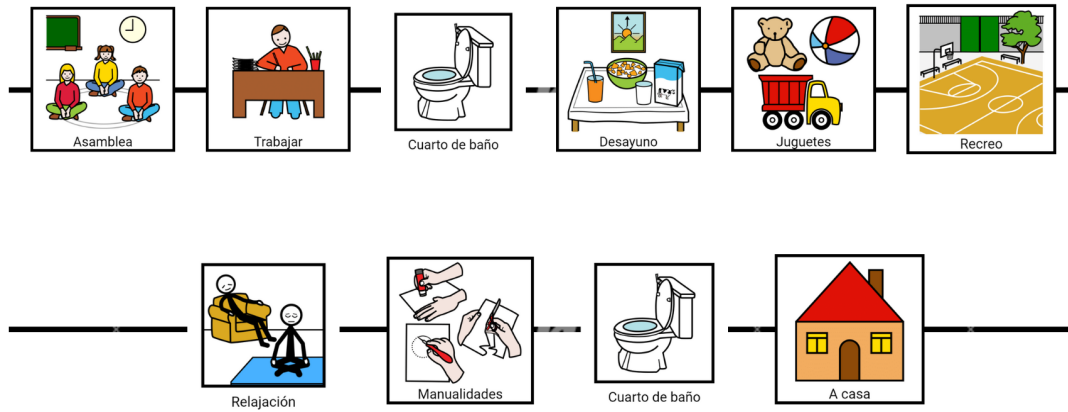 Asamblea
Trabajar
Cuarto de baño
Desayuno
Juguetes
Recreo
Relajación
Manualidades
Cuarto de baño
A casa